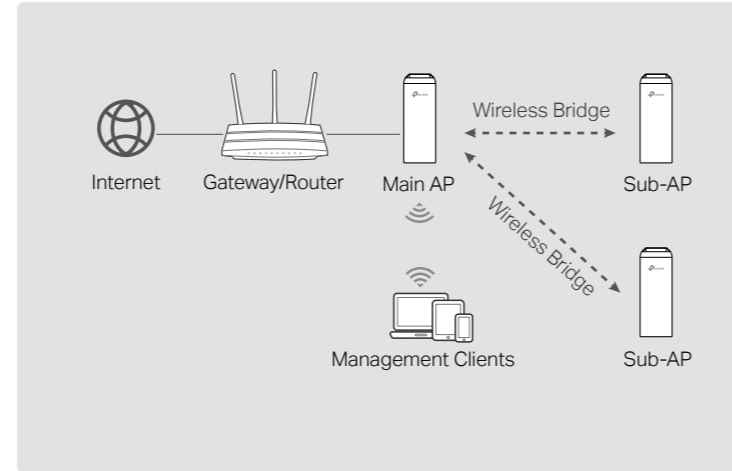 Wireless Bridge
Internet
Gateway/Router
Main AP
Sub-AP
Wireless Bridge
Management Clients
Sub-AP